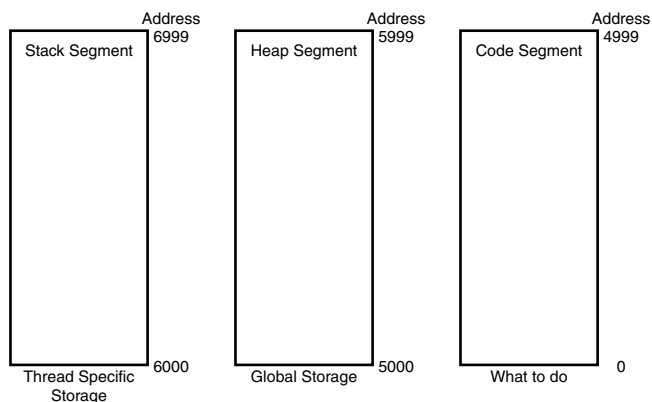 Address
6999
Stack Segment
6000
Thread Specific
Storage
Address
5999
Heap Segment
5000
Global Storage
Address
4999
Code Segment
0
What to do